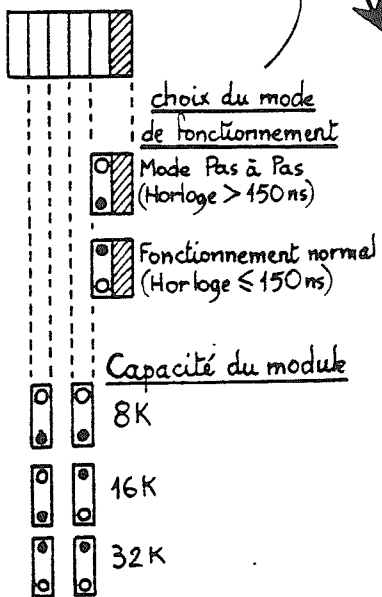 choix du mode
de fonctionnement
Mode Pas à Pas
(Horloge > 150 ns)
Fonctionnement normal
(Horloge ≤ 150 ns)
Capacité du module
8K
16K
32K